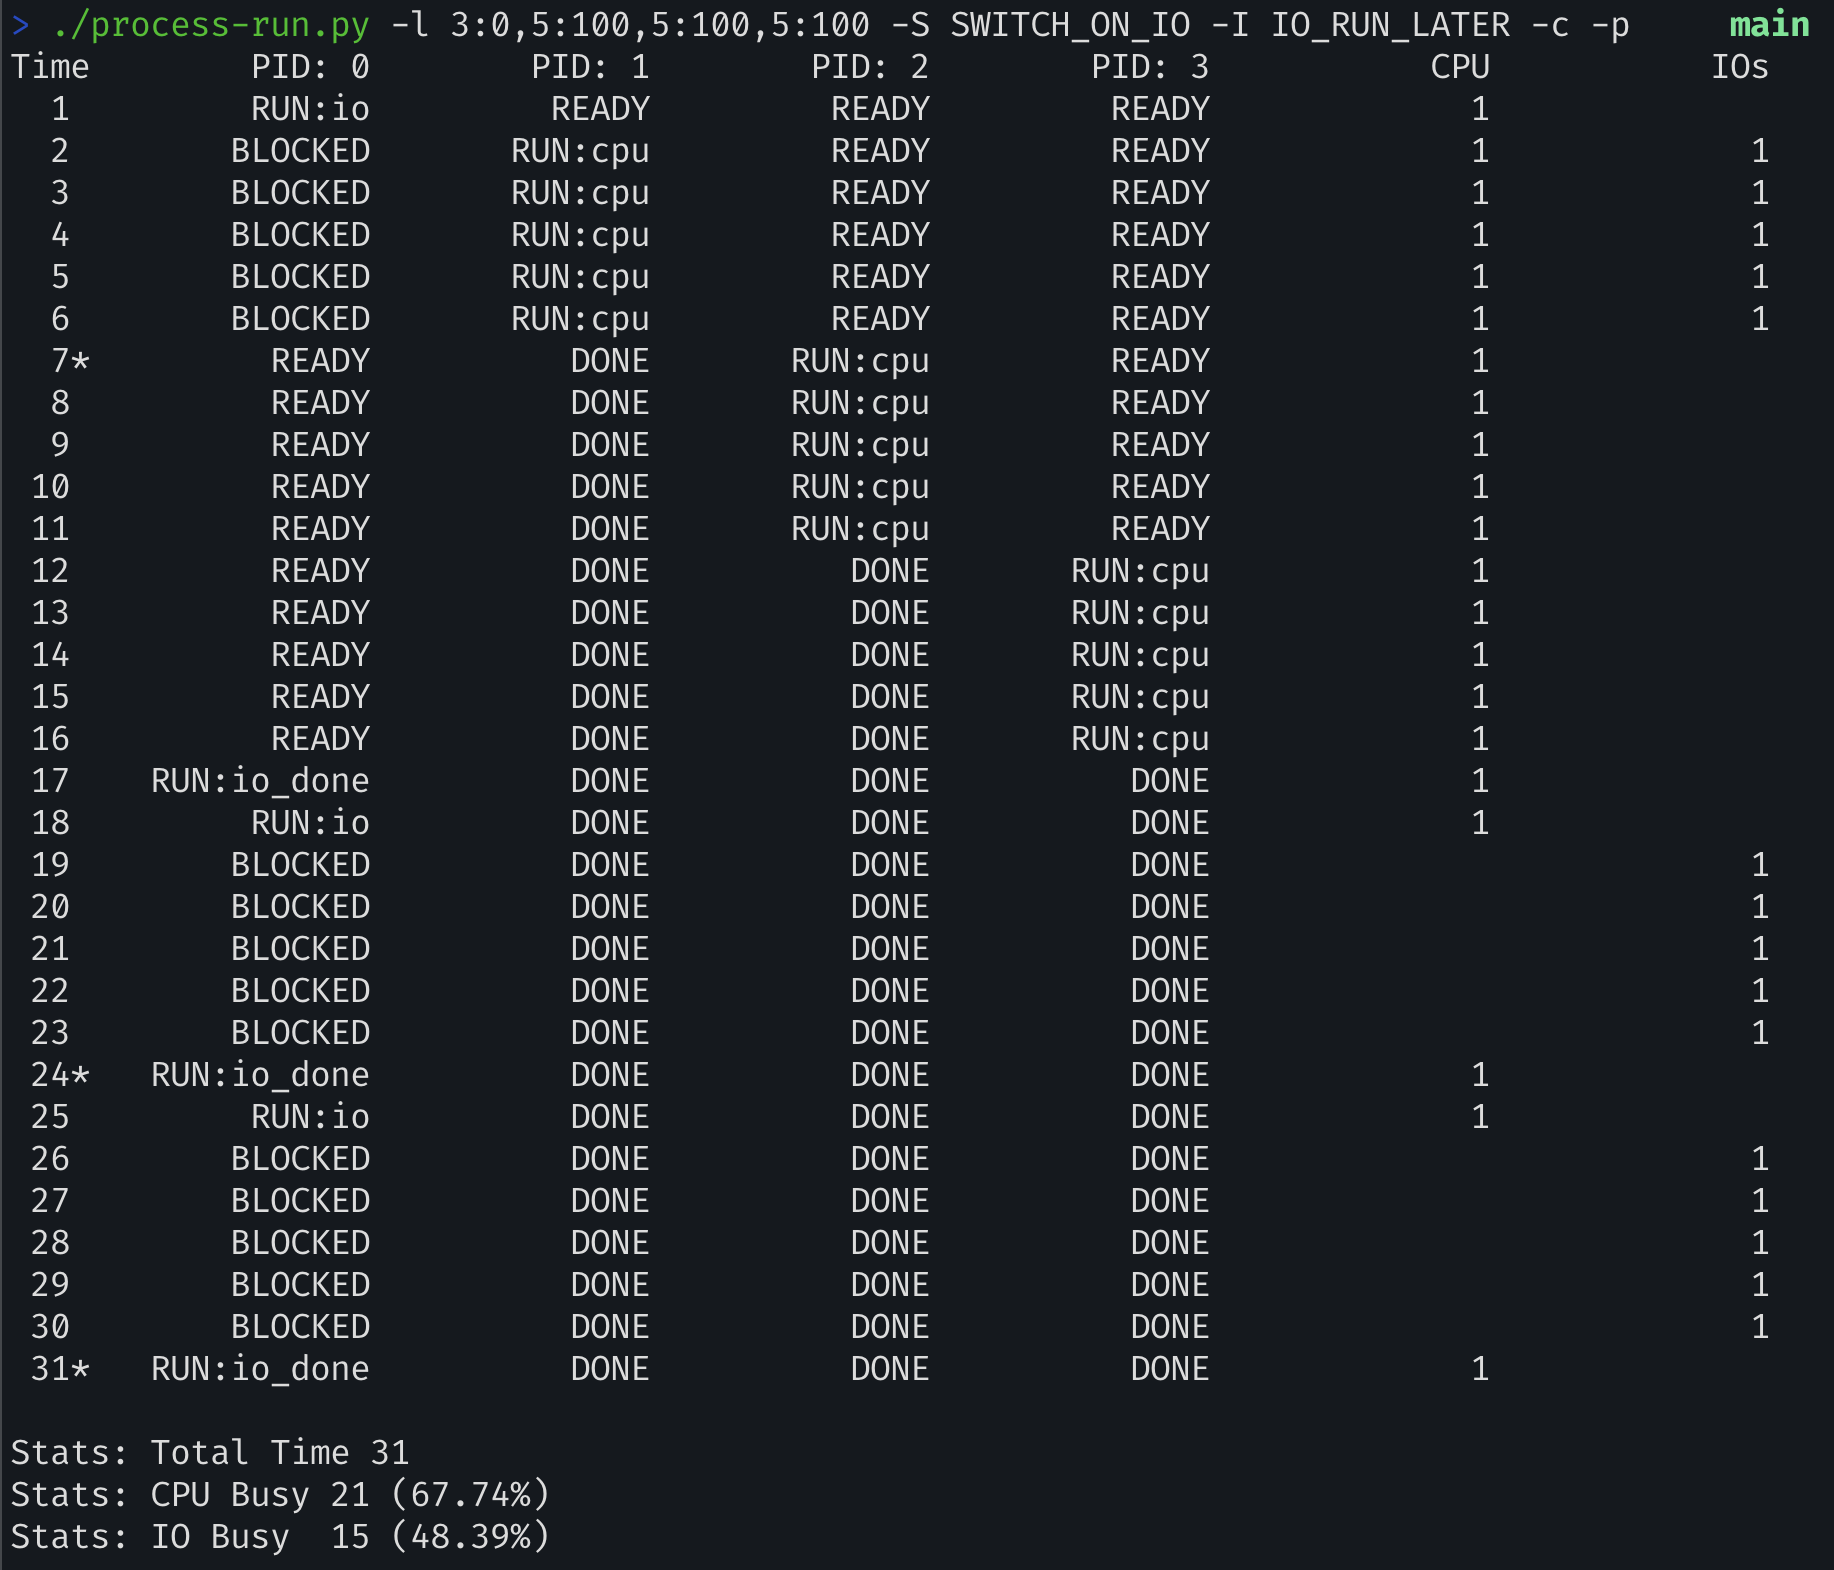 > ./process-run.py -l 3:0,5:100,5:100,5:100 -S SWITCH_ON_IO -I IO_RUN_LATER -c -p main
Time PID: 0 PID: 1 PID: 2 PID: 3 CPU IOs
1 RUN:io READY READY READY 1
2 BLOCKED RUN:cpu READY READY 1 1
3 BLOCKED RUN:cpu READY READY 1 1
4 BLOCKED RUN:cpu READY READY 1 1
5 BLOCKED RUN:cpu READY READY 1 1
6 BLOCKED RUN:cpu READY READY 1 1
7* READY DONE RUN:cpu READY 1
8 READY DONE RUN:cpu READY 1
9 READY DONE RUN:cpu READY 1
10 READY DONE RUN:cpu READY 1
11 READY DONE RUN:cpu READY 1
12 READY DONE DONE RUN:cpu 1
13 READY DONE DONE RUN:cpu 1
14 READY DONE DONE RUN:cpu 1
15 READY DONE DONE RUN:cpu 1
16 READY DONE DONE RUN:cpu 1
17 RUN:io_done DONE DONE DONE 1
18 RUN:io DONE DONE DONE 1
19 BLOCKED DONE DONE DONE 1
20 BLOCKED DONE DONE DONE 1
21 BLOCKED DONE DONE DONE 1
22 BLOCKED DONE DONE DONE 1
23 BLOCKED DONE DONE DONE 1
24* RUN:io_done DONE DONE DONE 1
25 RUN:io DONE DONE DONE 1
26 BLOCKED DONE DONE DONE 1
27 BLOCKED DONE DONE DONE 1
28 BLOCKED DONE DONE DONE 1
29 BLOCKED DONE DONE DONE 1
30 BLOCKED DONE DONE DONE 1
31* RUN:io_done DONE DONE DONE 1
Stats: Total Time 31
Stats: CPU Busy 21 (67.74%)
Stats: IO Busy 15 (48.39%)